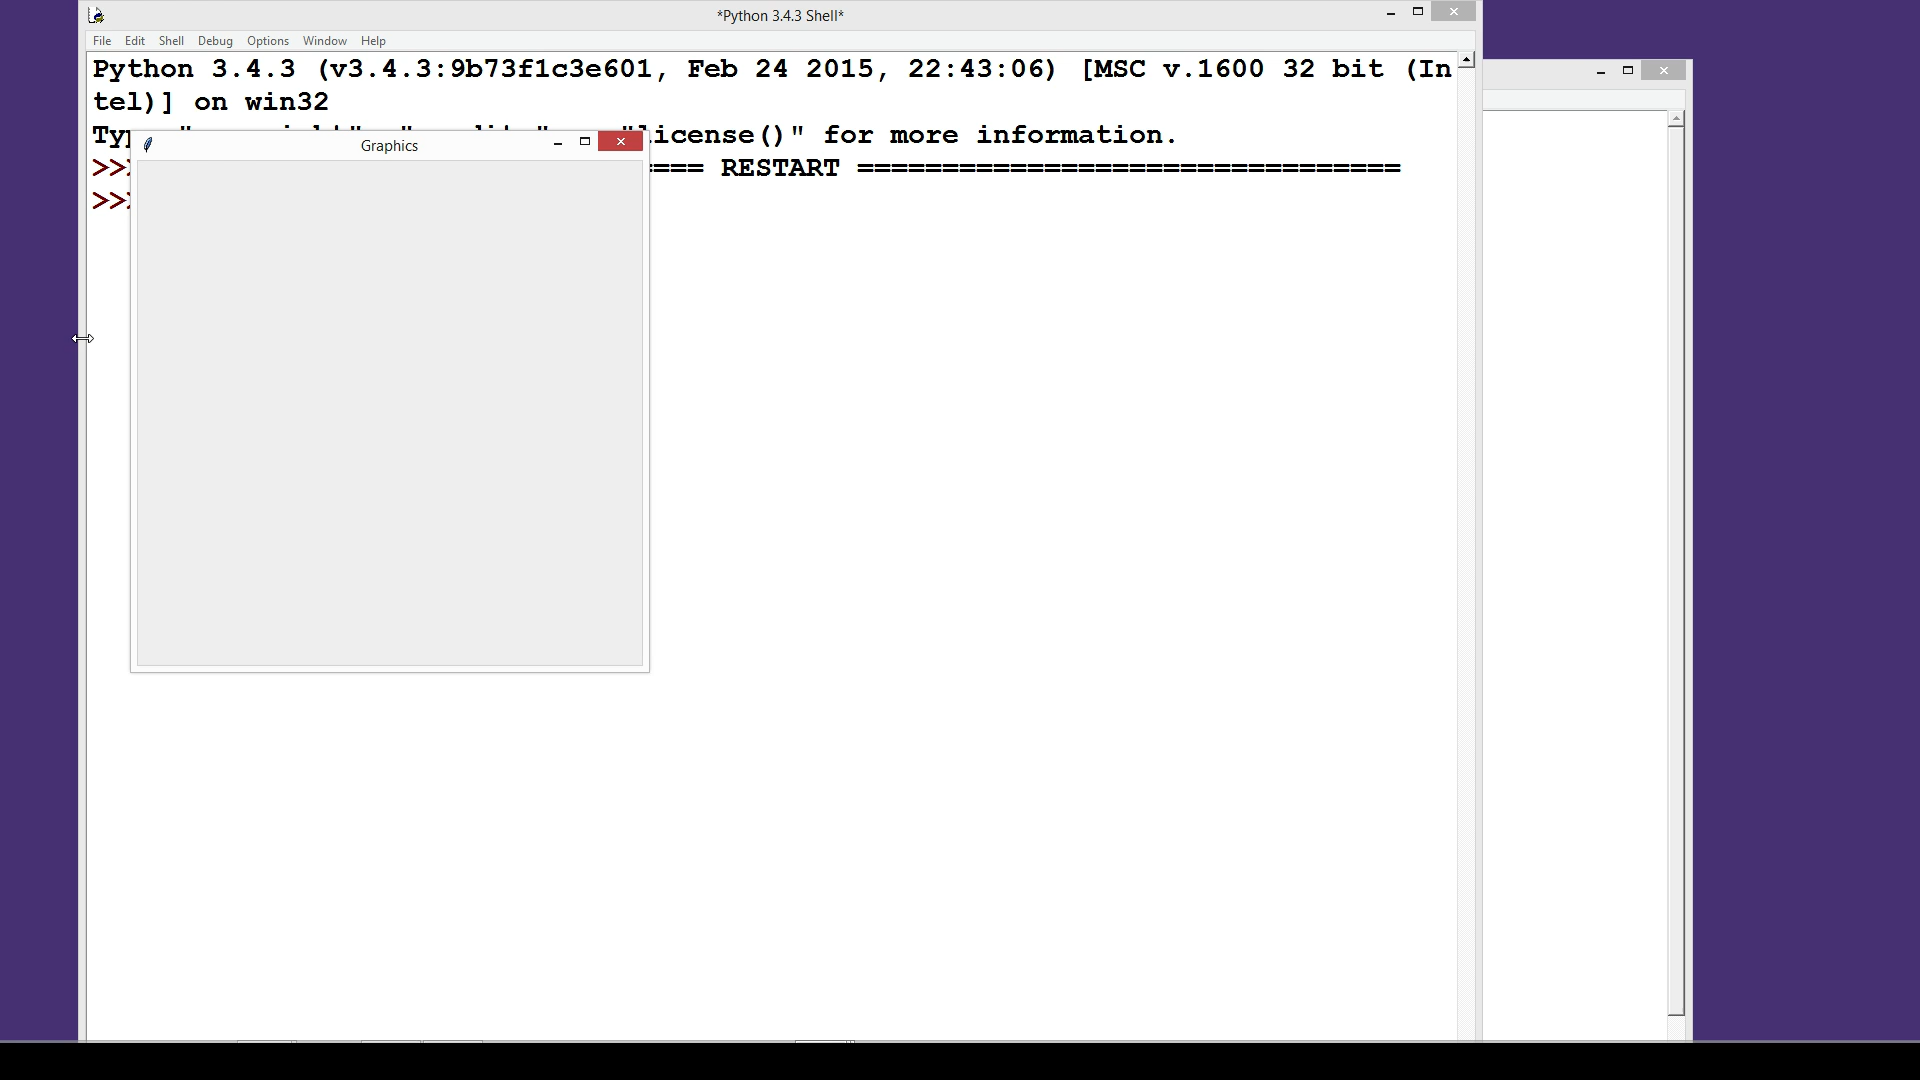 *Python 3.4.3 Shell*
File Edit Shell Debug Options Window Help
Python 3.4.3 (v3.4.3:9b73f1c3e601, Feb 24 2015, 22:43:06) [MSC v.1600 32 bit (In
tel)] on win32
license()" for more information.
>>> ==== RESTART ================================
>>>
Graphics